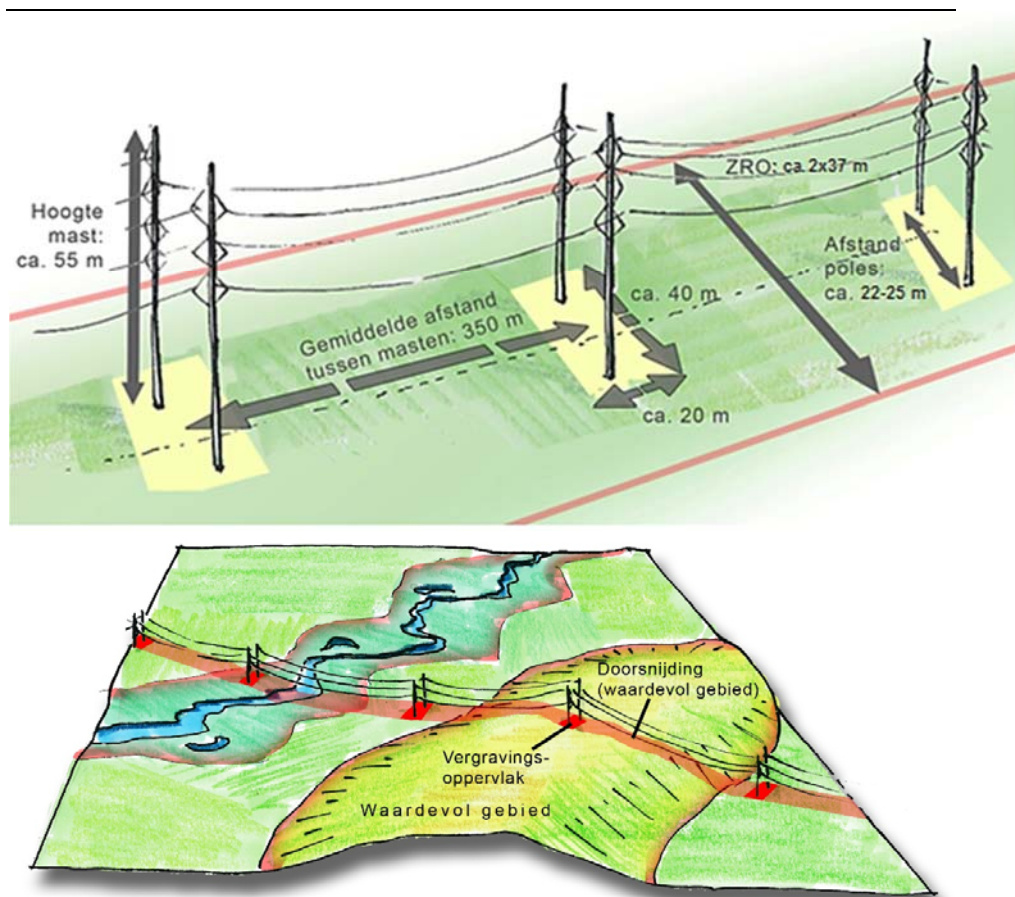 ZRO: ca. 2x37 m
Hoogte
mast:
ca. 55 m
Afstand
poles:
ca. 22-25 m
ca. 40 m
Gemiddelde afstand
tussen masten: 350 m
ca. 20 m
Doorsnijding
(waardevol gebied)
Vergravings-
oppervlak
Waardevol gebied